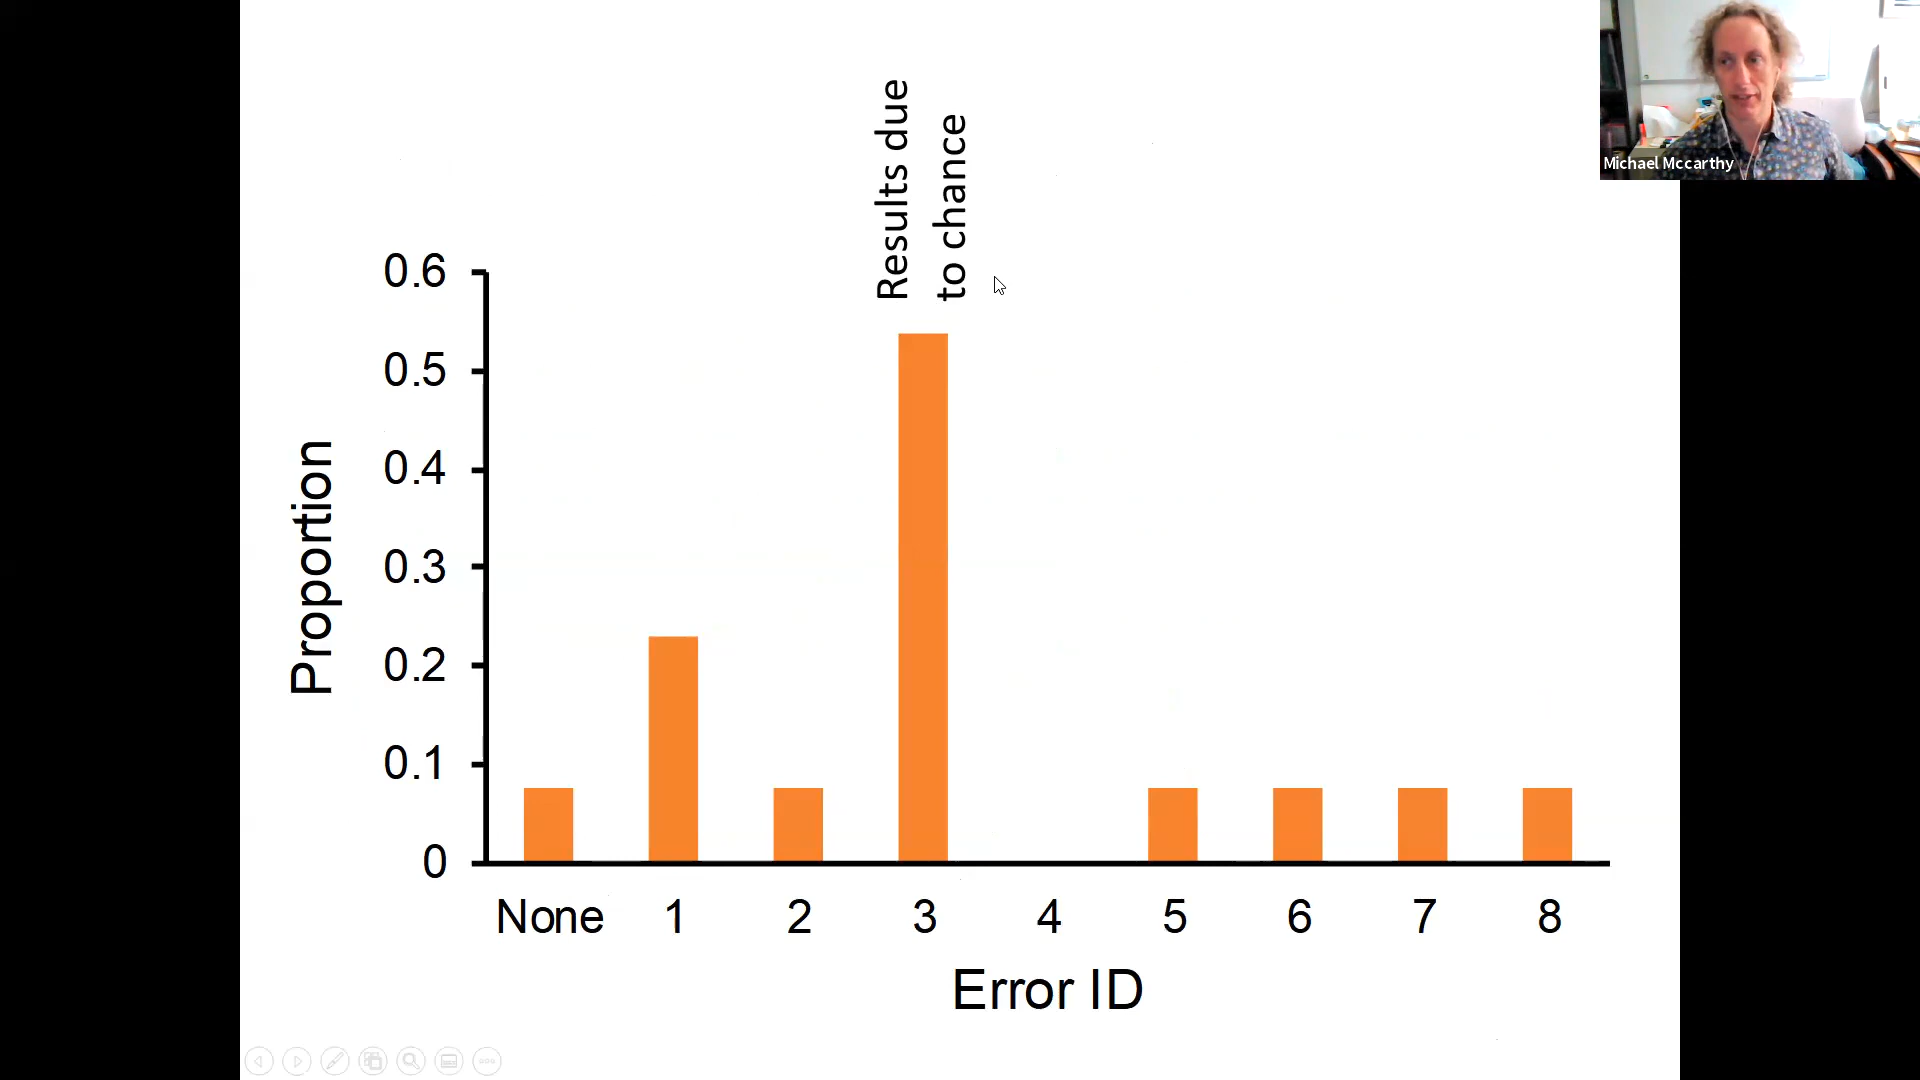 Results due
to chance
Michael Mccarthy
0.6
0.5
0.4
0.3
0.2
0.1
0
Proportion
None 1 2 3 4 5 6 7 8
Error ID